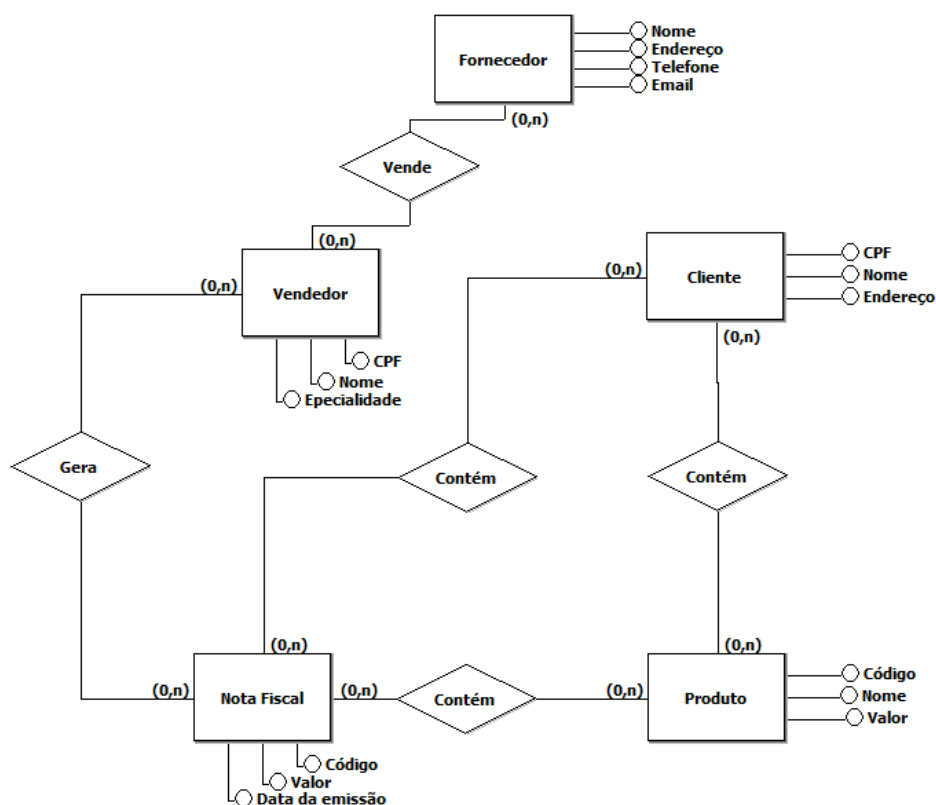 Fornecedor
Nome
Endereço
Telefone
Email
(0,n)
Vende
(0,n)
(0,n)
Vendedor
CPF
Nome
Epecialidade
(0,n)
Cliente
CPF
Nome
Endereço
(0,n)
Gera
Contém
Contém
(0,n)
(0,n)
(0,n)
Nota Fiscal
(0,n)
Contém
(0,n)
(0,n)
Produto
Código
Nome
Valor
Código
Valor
Data da emissão